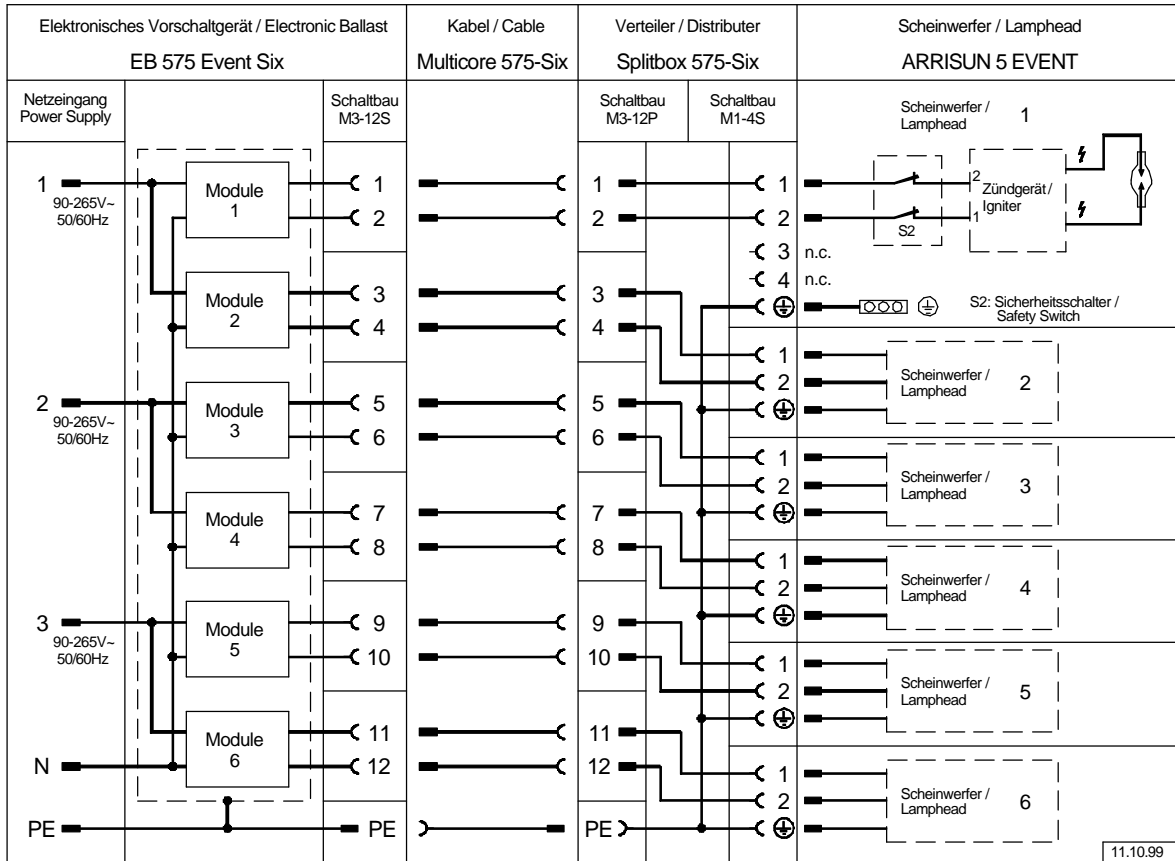 Elektronisches Vorschaltgerät / Electronic Ballast
EB 575 Event Six
Kabel / Cable
Multicore 575-Six
Verteiler / Distributer
Splitbox 575-Six
Scheinwerfer / Lamphead
ARRISUN 5 EVENT
Netzeingang
Power Supply
Schaltbau
M3-12S
Schaltbau
M3-12P
Schaltbau
M1-4S
Scheinwerfer /
Lamphead
1
1
90-265V~
50/60Hz
Module
1
1
2
1
2
1
2
3 n.c.
4 n.c.
S2
2
Zündgerät /
Igniter
1
S2: Sicherheitsschalter /
Safety Switch
Module
2
3
4
3
4
1
2
Scheinwerfer /
Lamphead
2
2
90-265V~
50/60Hz
Module
3
5
6
5
6
1
2
Scheinwerfer /
Lamphead
3
Module
4
7
8
7
8
1
2
Scheinwerfer /
Lamphead
4
3
90-265V~
50/60Hz
Module
5
9
10
9
10
1
2
Scheinwerfer /
Lamphead
5
Module
6
11
12
11
12
1
2
Scheinwerfer /
Lamphead
6
N
PE
PE
PE
11.10.99